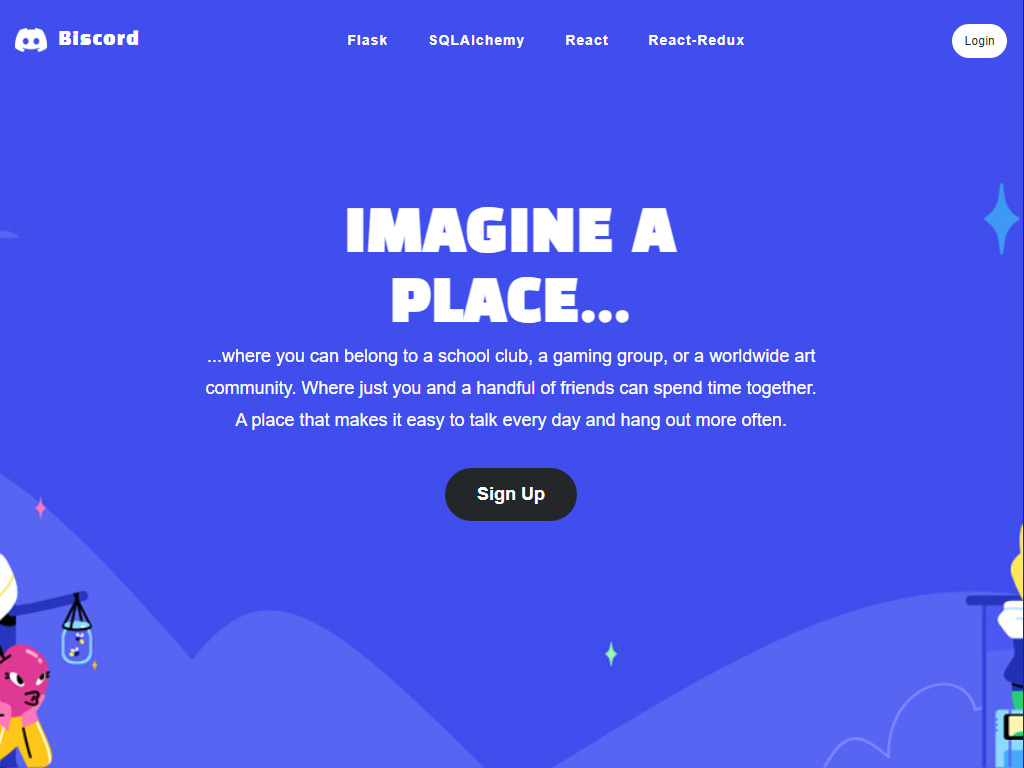 Biscord
Flask
SQLAlchemy
React
React-Redux
Login
IMAGINE A
PLACE...
...where you can belong to a school club, a gaming group, or a worldwide art
community. Where just you and a handful of friends can spend time together.
A place that makes it easy to talk every day and hang out more often.
Sign Up